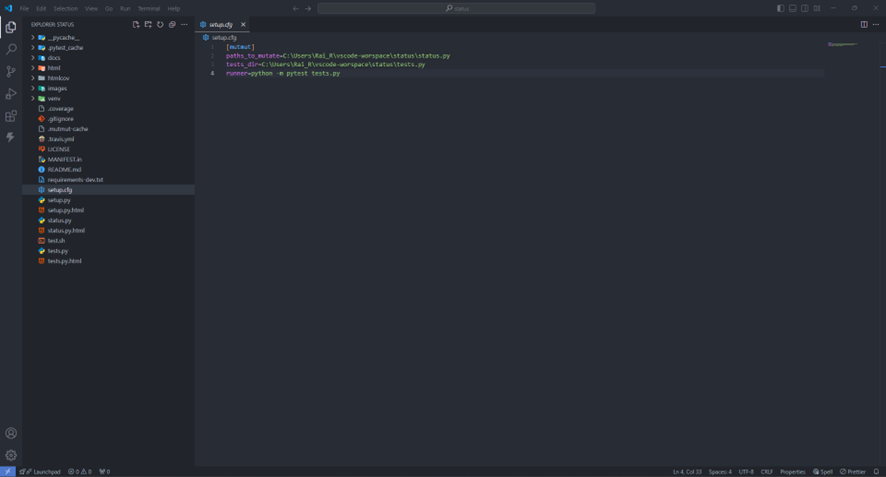 File Edit Selection View Go Run Terminal Help
status
EXPLORER: STATUS
setup.cfg
__pycache__
.pytest_cache
docs
html
htmlcov
images
venv
.coverage
.gitignore
.mutmut-cache
.travis.yml
LICENSE
MANIFEST.in
README.md
requirements-dev.txt
setup.cfg
setup.py
setup.py.html
status.py
status.py.html
test.sh
tests.py
tests.py.html
setup.cfg
1 [mutmut]
2 paths_to_mutate=C:\Users\Rai_R\vscode-worspace\status\status.py
3 tests_dir=C:\Users\Rai_R\vscode-worspace\status\tests.py
4 runner=python -m pytest tests.py
Launchpad 0 0 0
Ln 4, Col 33 Spaces: 4 UTF-8 CRLF Properties Spell Prettier